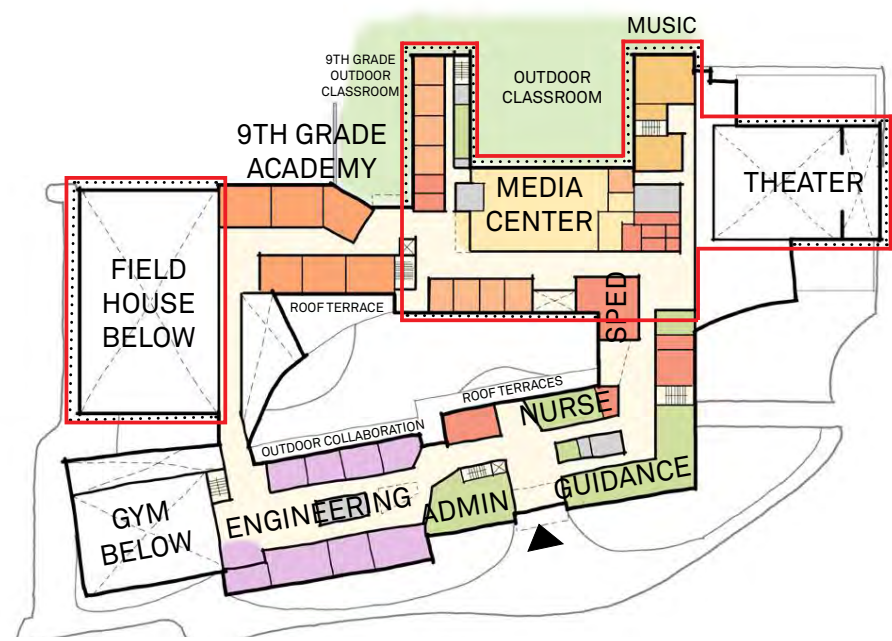 MUSIC
9TH GRADE
OUTDOOR
CLASSROOM
OUTDOOR
CLASSROOM
9TH GRADE
ACADEMY
MEDIA
CENTER
THEATER
FIELD
HOUSE
BELOW
ROOF TERRACE
SPED
ROOF TERRACES
NURSE
OUTDOOR COLLABORATION
GUIDANCE
ENGINEERING
ADMIN
GYM
BELOW